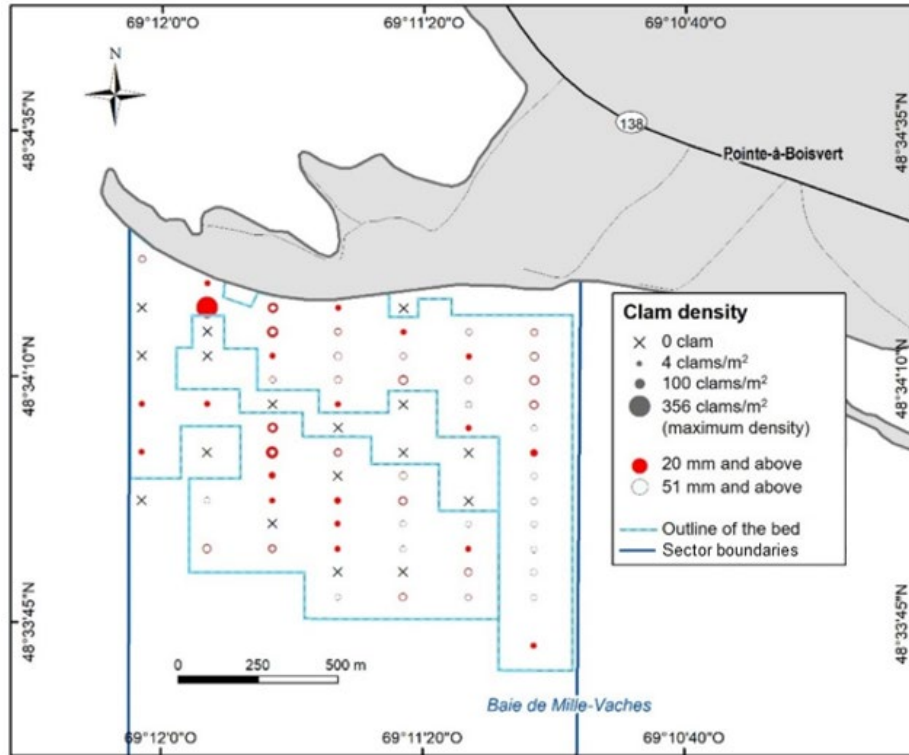 69°12'0"O 69°11'20"O 69°10'40"O
N
48°34'35"N 48°34'35"N
138
Pointe-à-Boisvert
Clam density
0 clam
4 clams/m²
100 clams/m²
356 clams/m²
(maximum density)
20 mm and above
51 mm and above
Outline of the bed
Sector boundaries
48°34'10"N 48°34'10"N
48°33'45"N 48°33'45"N
0 250 500 m
Baie de Mille-Vaches
69°12'0"O 69°11'20"O 69°10'40"O